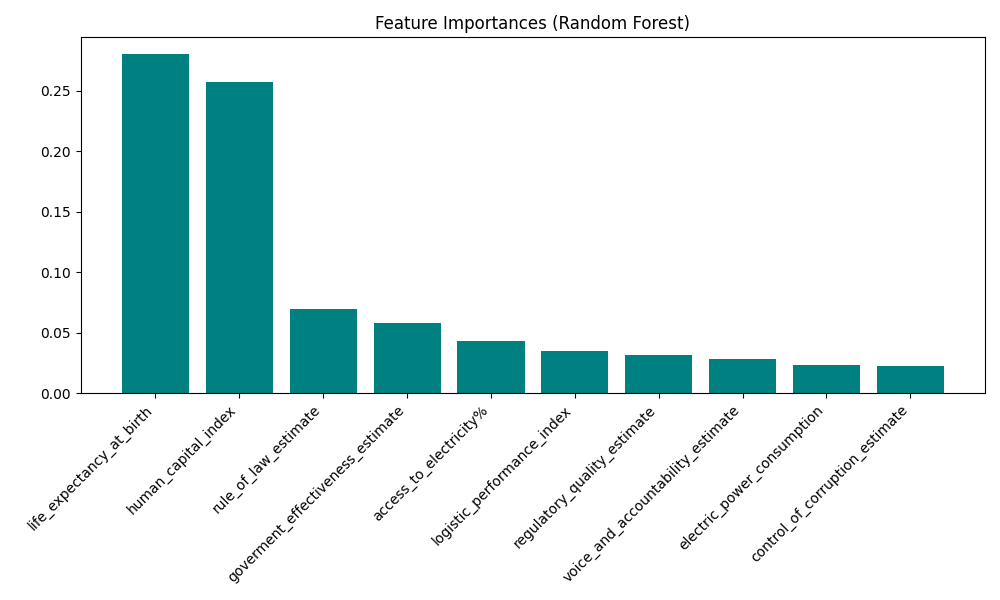 Feature Importances (Random Forest)
0.25
0.20
0.15
0.10
0.05
0.00
life_expectancy_at_birth
human_capital_index
rule_of_law_estimate
goverment_effectiveness_estimate
access_to_electricity%
logistic_performance_index
regulatory_quality_estimate
voice_and_accountability_estimate
electric_power_consumption
control_of_corruption_estimate